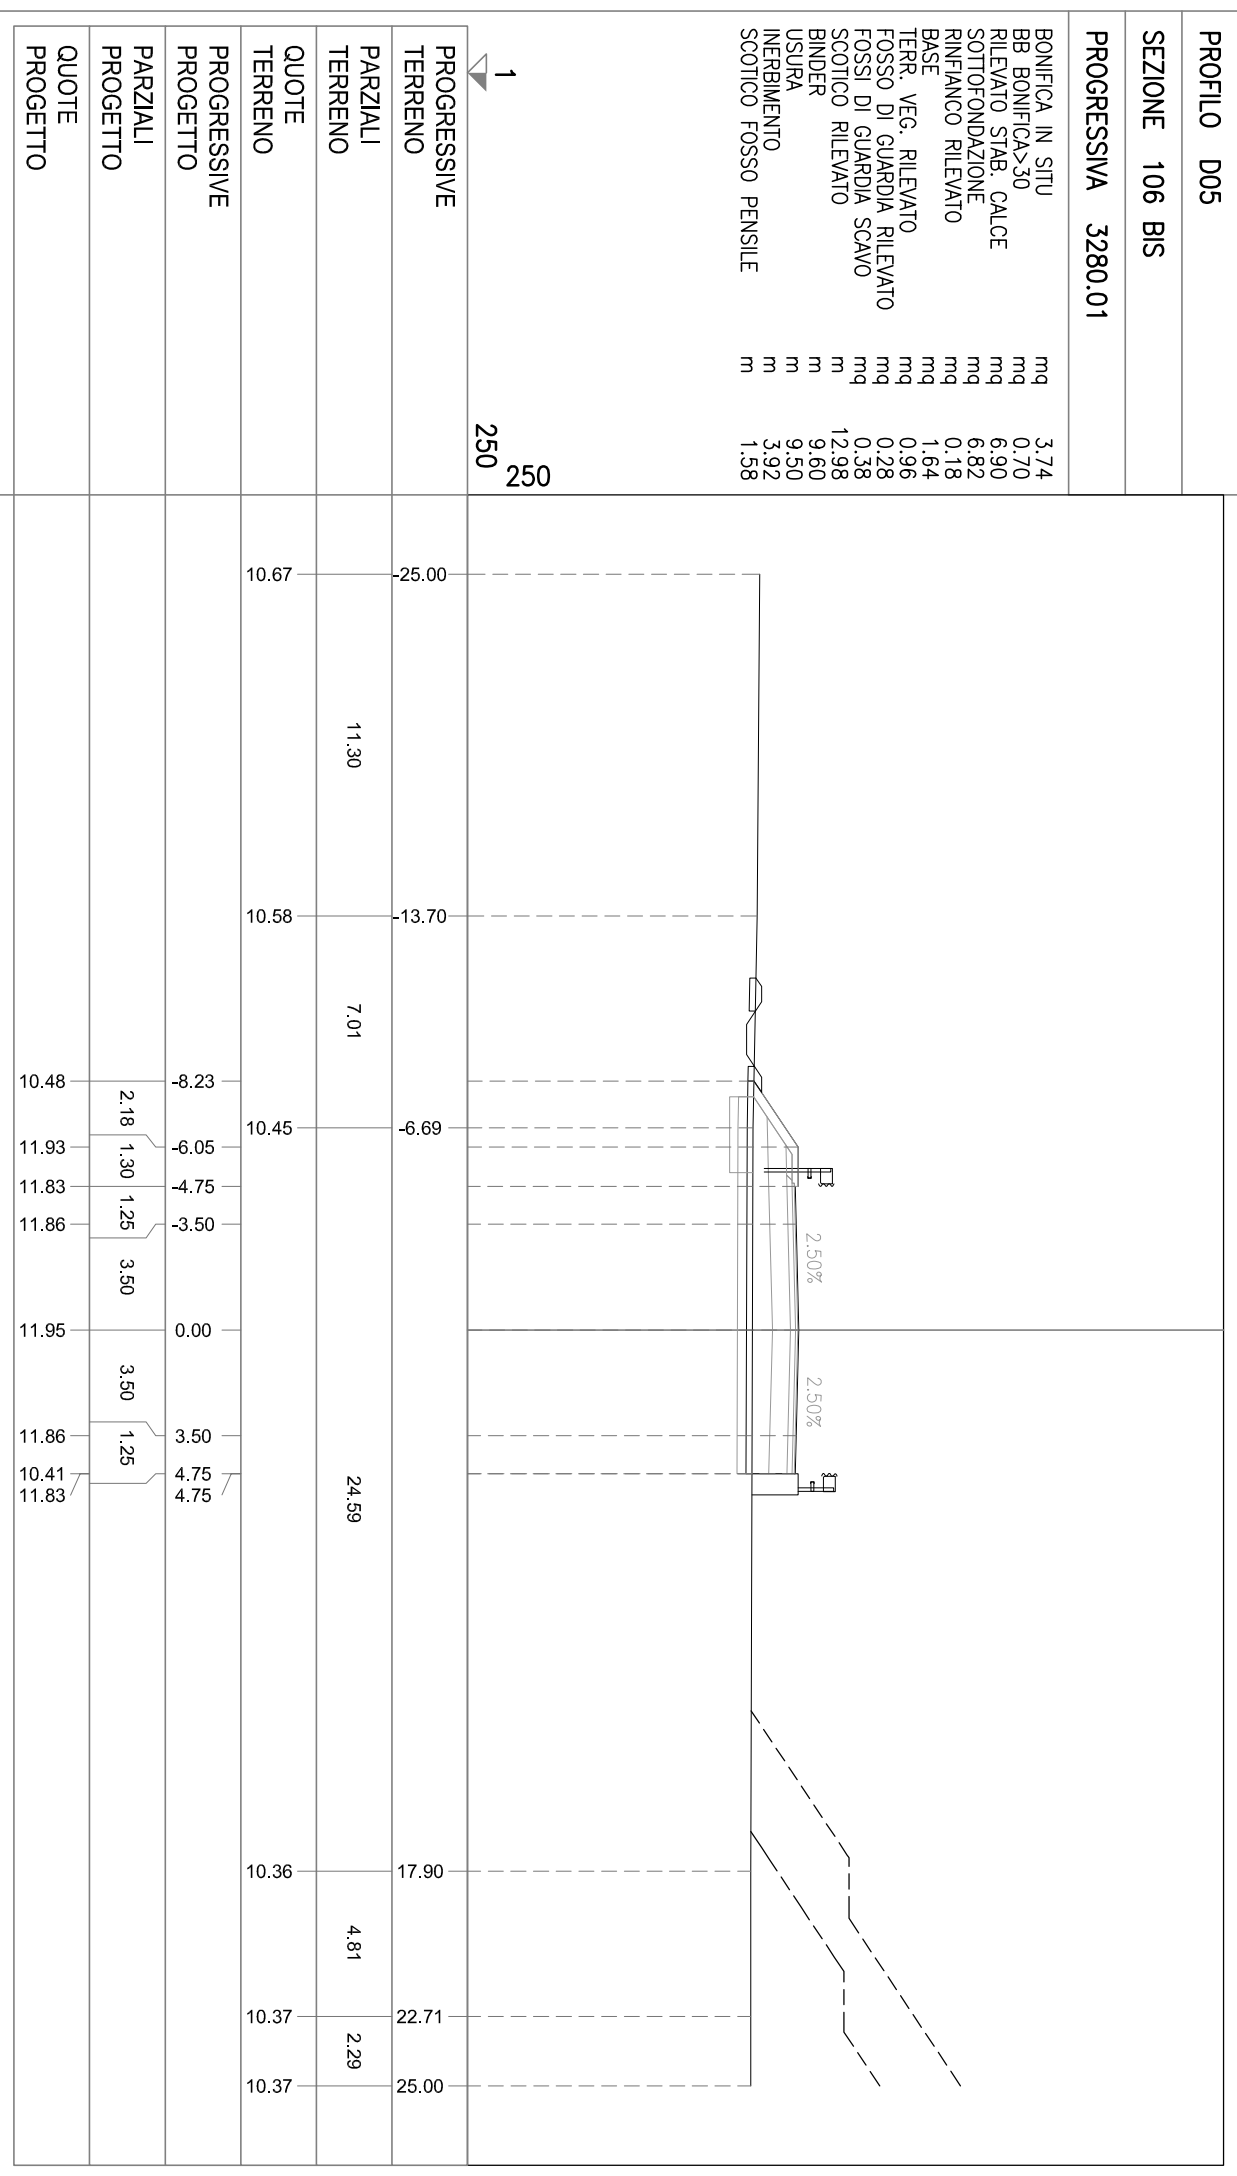 PROFILO D05
SEZIONE 106 BIS
PROGRESSIVA 3280.01
BONIFICA IN SITU mq 3.74
BB BONIFICA>30 mq 0.70
RILEVATO STAB. CALCE mq 6.90
SOTTOFONDAZIONE mq 6.82
RINFIANCO RILEVATO mq 0.18
BASE mq 1.64
TERR. VEG. RILEVATO mq 0.96
FOSSO DI GUARDIA RILEVATO mq 0.28
FOSSI DI GUARDIA SCAVO mq 0.38
SCOTICO RILEVATO m 12.98
BINDER m 9.60
USURA m 9.50
INERBIMENTO m 3.92
SCOTICO FOSSO PENSILE m 1.58
2.50% 2.50%
250
1 250
PROGRESSIVE TERRENO -25.00 -13.70 -6.69 17.90 22.71 25.00
PARZIALI TERRENO 11.30 7.01 24.59 4.81 2.29
QUOTE TERRENO 10.67 10.58 10.45 10.36 10.37 10.37
PROGRESSIVE PROGETTO -8.23 -6.05 -4.75 -3.50 0.00 3.50 4.75 4.75
PARZIALI PROGETTO 2.18 1.30 1.25 3.50 3.50 1.25
QUOTE PROGETTO 10.48 11.93 11.83 11.86 11.95 11.86 10.41 11.83